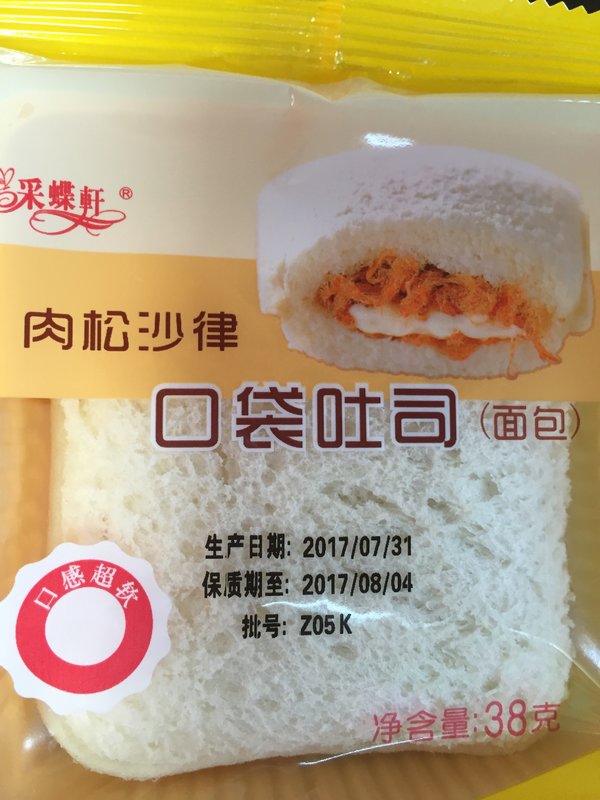 采蝶軒®
肉松沙律
口袋吐司(面包)
生产日期: 2017/07/31
保质期至: 2017/08/04
批号: Z05K
口感超软
净含量:38克